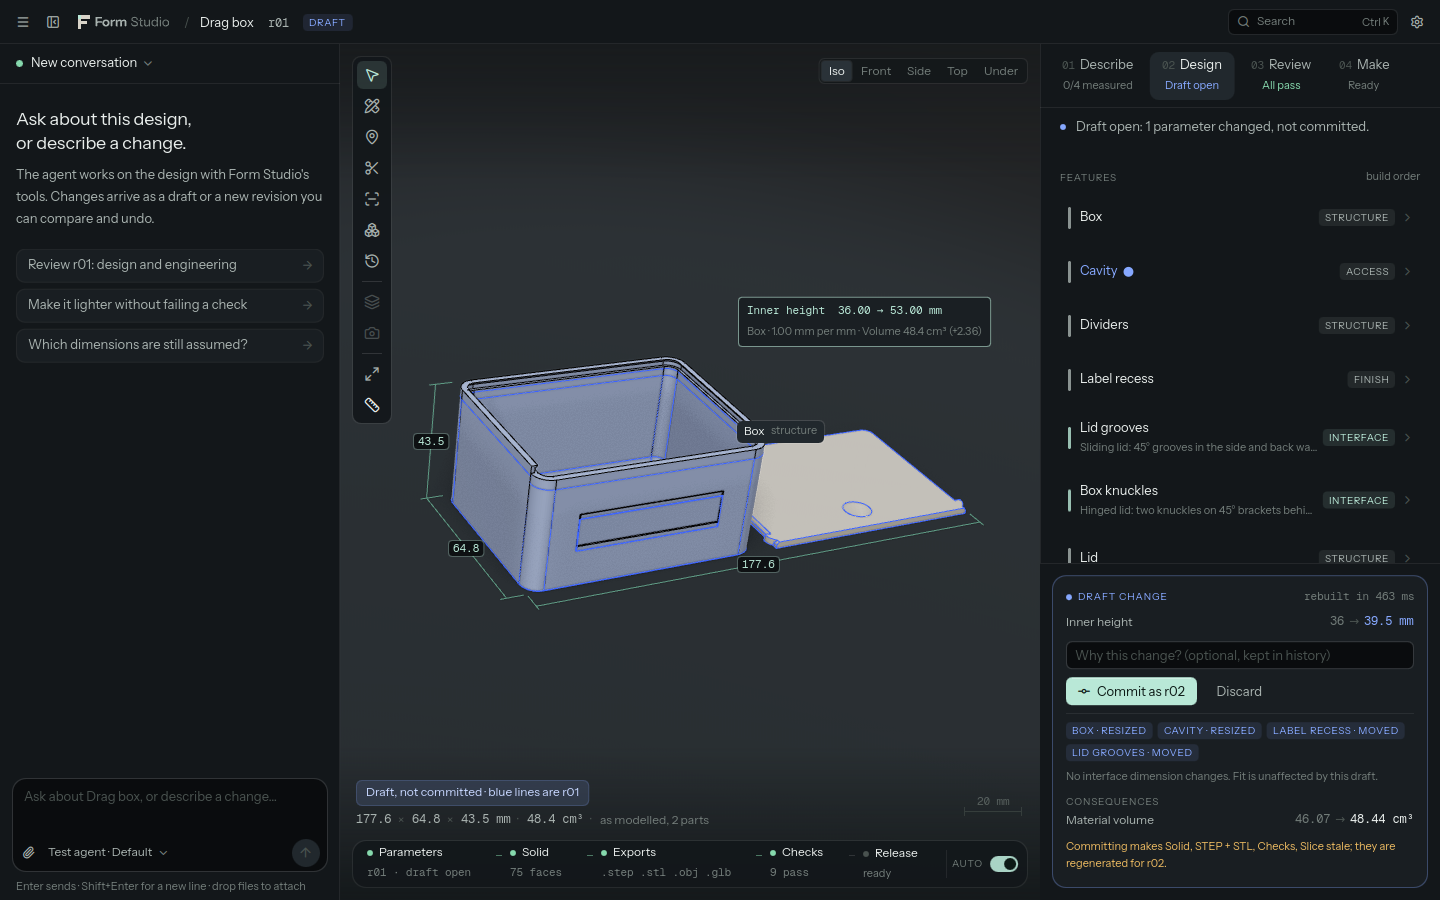 Form Studio / Drag box r01 DRAFT
Search Ctrl K
New conversation
Ask about this design,
or describe a change.
The agent works on the design with Form Studio's
tools. Changes arrive as a draft or a new revision you
can compare and undo.
Review r01: design and engineering →
Make it lighter without failing a check →
Which dimensions are still assumed? →
Ask about Drag box, or describe a change...
Test agent · Default
Enter sends · Shift+Enter for a new line · drop files to attach
Iso Front Side Top Under
Inner height 36.00 → 53.00 mm
Box · 1.00 mm per mm · Volume 48.4 cm³ (+2.36)
Box structure
43.5
64.8
177.6
Draft, not committed · blue lines are r01
20 mm
177.6 × 64.8 × 43.5 mm · 48.4 cm³ · as modelled, 2 parts
Parameters
r01 · draft open
Solid
75 faces
Exports
.step .stl .obj .glb
Checks
9 pass
Release
ready
AUTO
01 Describe
0/4 measured
02 Design
Draft open
03 Review
All pass
04 Make
Ready
Draft open: 1 parameter changed, not committed.
FEATURES build order
Box STRUCTURE
Cavity ACCESS
Dividers STRUCTURE
Label recess FINISH
Lid grooves INTERFACE
Sliding lid: 45° grooves in the side and back wa...
Box knuckles INTERFACE
Hinged lid: two knuckles on 45° brackets behi...
Lid STRUCTURE
DRAFT CHANGE rebuilt in 463 ms
Inner height 36 → 39.5 mm
Why this change? (optional, kept in history)
Commit as r02 Discard
BOX · RESIZED CAVITY · RESIZED LABEL RECESS · MOVED
LID GROOVES · MOVED
No interface dimension changes. Fit is unaffected by this draft.
CONSEQUENCES
Material volume 46.07 → 48.44 cm³
Committing makes Solid, STEP + STL, Checks, Slice stale; they are
regenerated for r02.